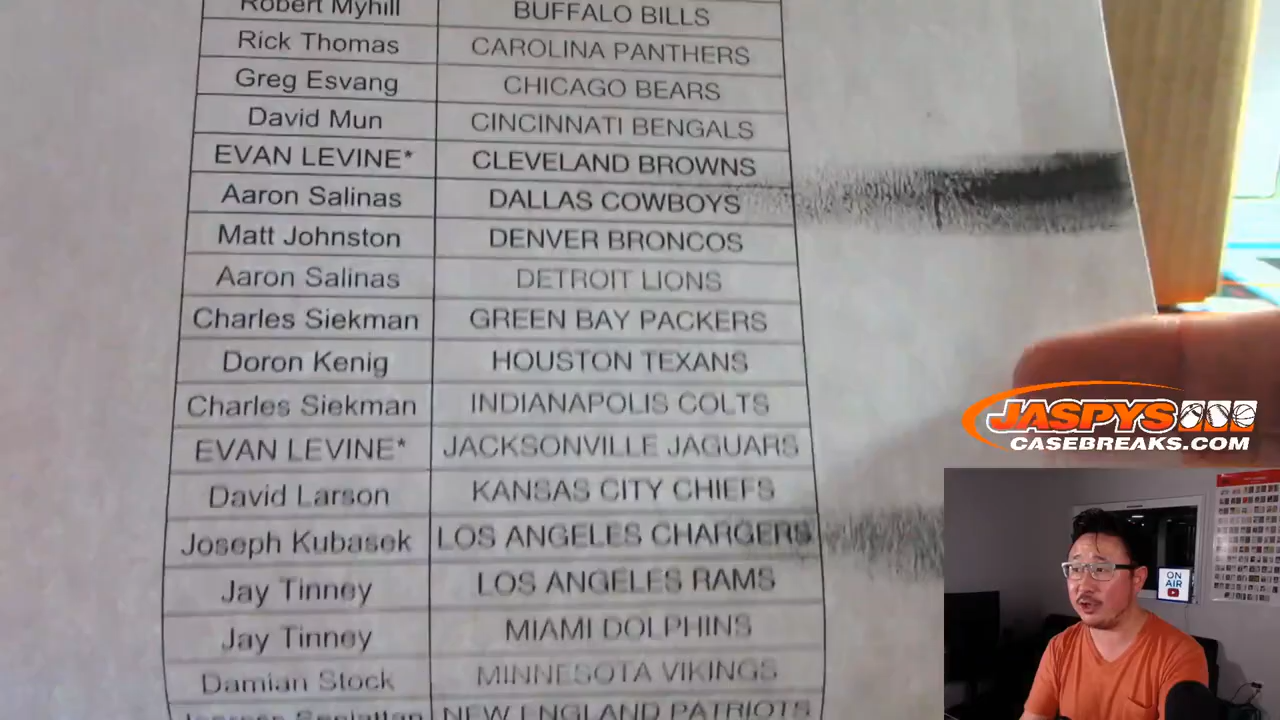 Robert Myhill BUFFALO BILLS
Rick Thomas CAROLINA PANTHERS
Greg Esvang CHICAGO BEARS
David Mun CINCINNATI BENGALS
EVAN LEVINE* CLEVELAND BROWNS
Aaron Salinas DALLAS COWBOYS
Matt Johnston DENVER BRONCOS
Aaron Salinas DETROIT LIONS
Charles Siekman GREEN BAY PACKERS
Doron Kenig HOUSTON TEXANS
Charles Siekman INDIANAPOLIS COLTS
EVAN LEVINE* JACKSONVILLE JAGUARS
David Larson KANSAS CITY CHIEFS
Joseph Kubasek LOS ANGELES CHARGERS
Jay Tinney LOS ANGELES RAMS
Jay Tinney MIAMI DOLPHINS
Damian Stock MINNESOTA VIKINGS
NEW ENGLAND PATRIOTS
JASPYS
CASEBREAKS.COM
ON
AIR